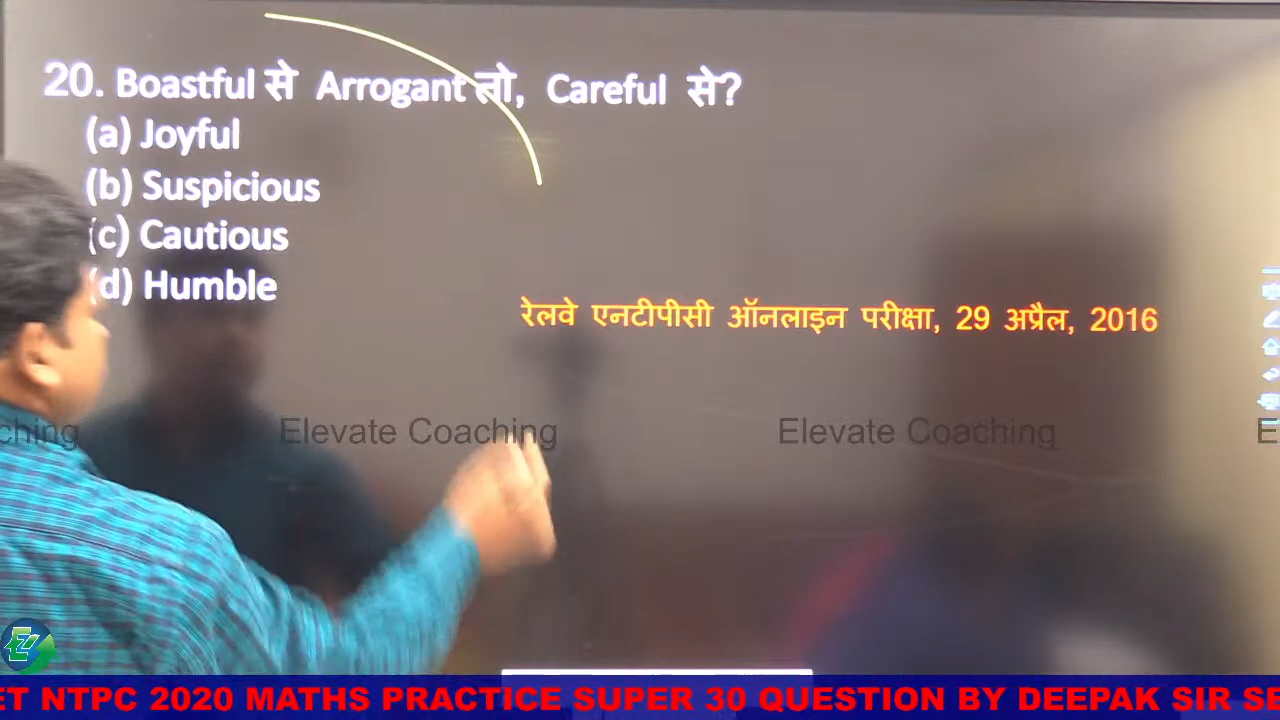 20. Boastful से Arrogant तो, Careful से?
(a) Joyful
(b) Suspicious
(c) Cautious
(d) Humble
रेलवे एनटीपीसी ऑनलाइन परीक्षा, 29 अप्रैल, 2016
ching Elevate Coaching Elevate Coaching E
ET NTPC 2020 MATHS PRACTICE SUPER 30 QUESTION BY DEEPAK SIR SE